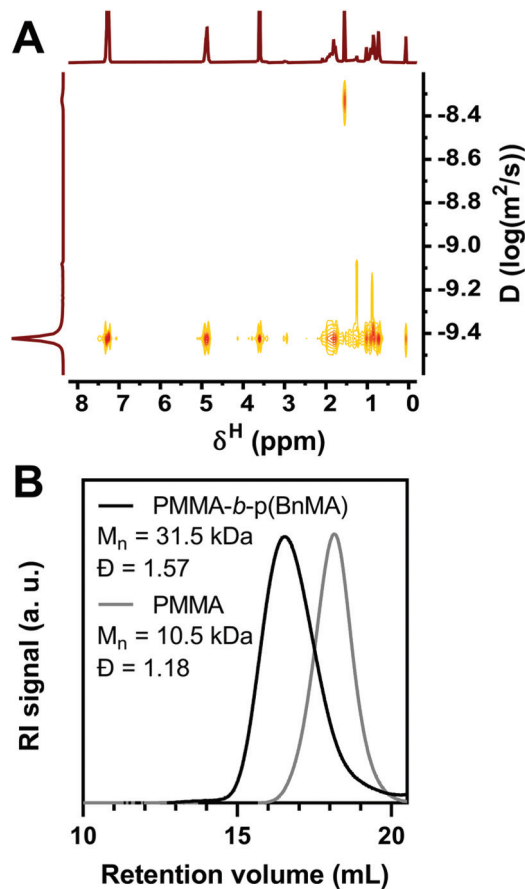 A
-8.4
-8.6
-8.8
-9.0
-9.2
-9.4
D (log(m²/s))
8 7 6 5 4 3 2 1 0
δᴴ (ppm)
B
PMMA-b-p(BnMA)
Mₙ = 31.5 kDa
Đ = 1.57
PMMA
Mₙ = 10.5 kDa
Đ = 1.18
RI signal (a. u.)
10 15 20
Retention volume (mL)